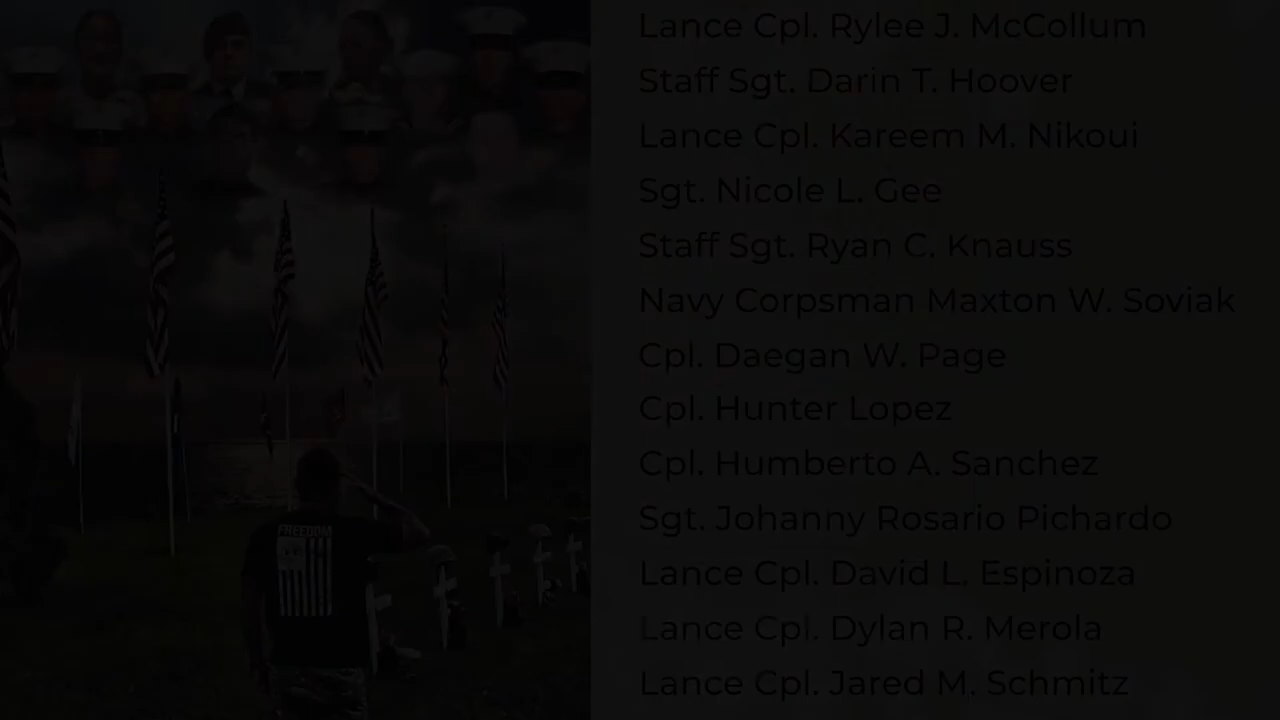 Lance Cpl. Rylee J. McCollum
Staff Sgt. Darin T. Hoover
Lance Cpl. Kareem M. Nikoui
Sgt. Nicole L. Gee
Staff Sgt. Ryan C. Knauss
Navy Corpsman Maxton W. Soviak
Cpl. Daegan W. Page
Cpl. Hunter Lopez
Cpl. Humberto A. Sanchez
Sgt. Johanny Rosario Pichardo
Lance Cpl. David L. Espinoza
Lance Cpl. Dylan R. Merola
Lance Cpl. Jared M. Schmitz
FREEDOM